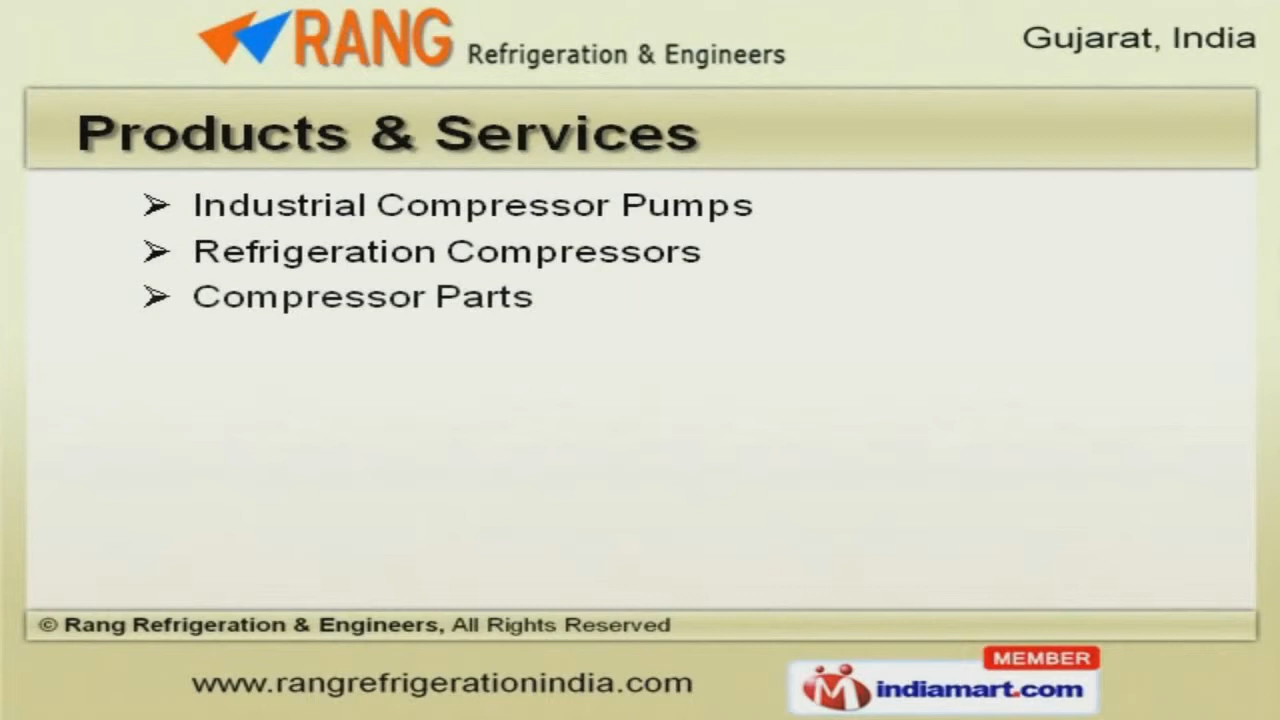 RANG Refrigeration & Engineers
Gujarat, India
Products & Services
➢ Industrial Compressor Pumps
➢ Refrigeration Compressors
➢ Compressor Parts
© Rang Refrigeration & Engineers, All Rights Reserved
www.rangrefrigerationindia.com
MEMBER
indiamart.com